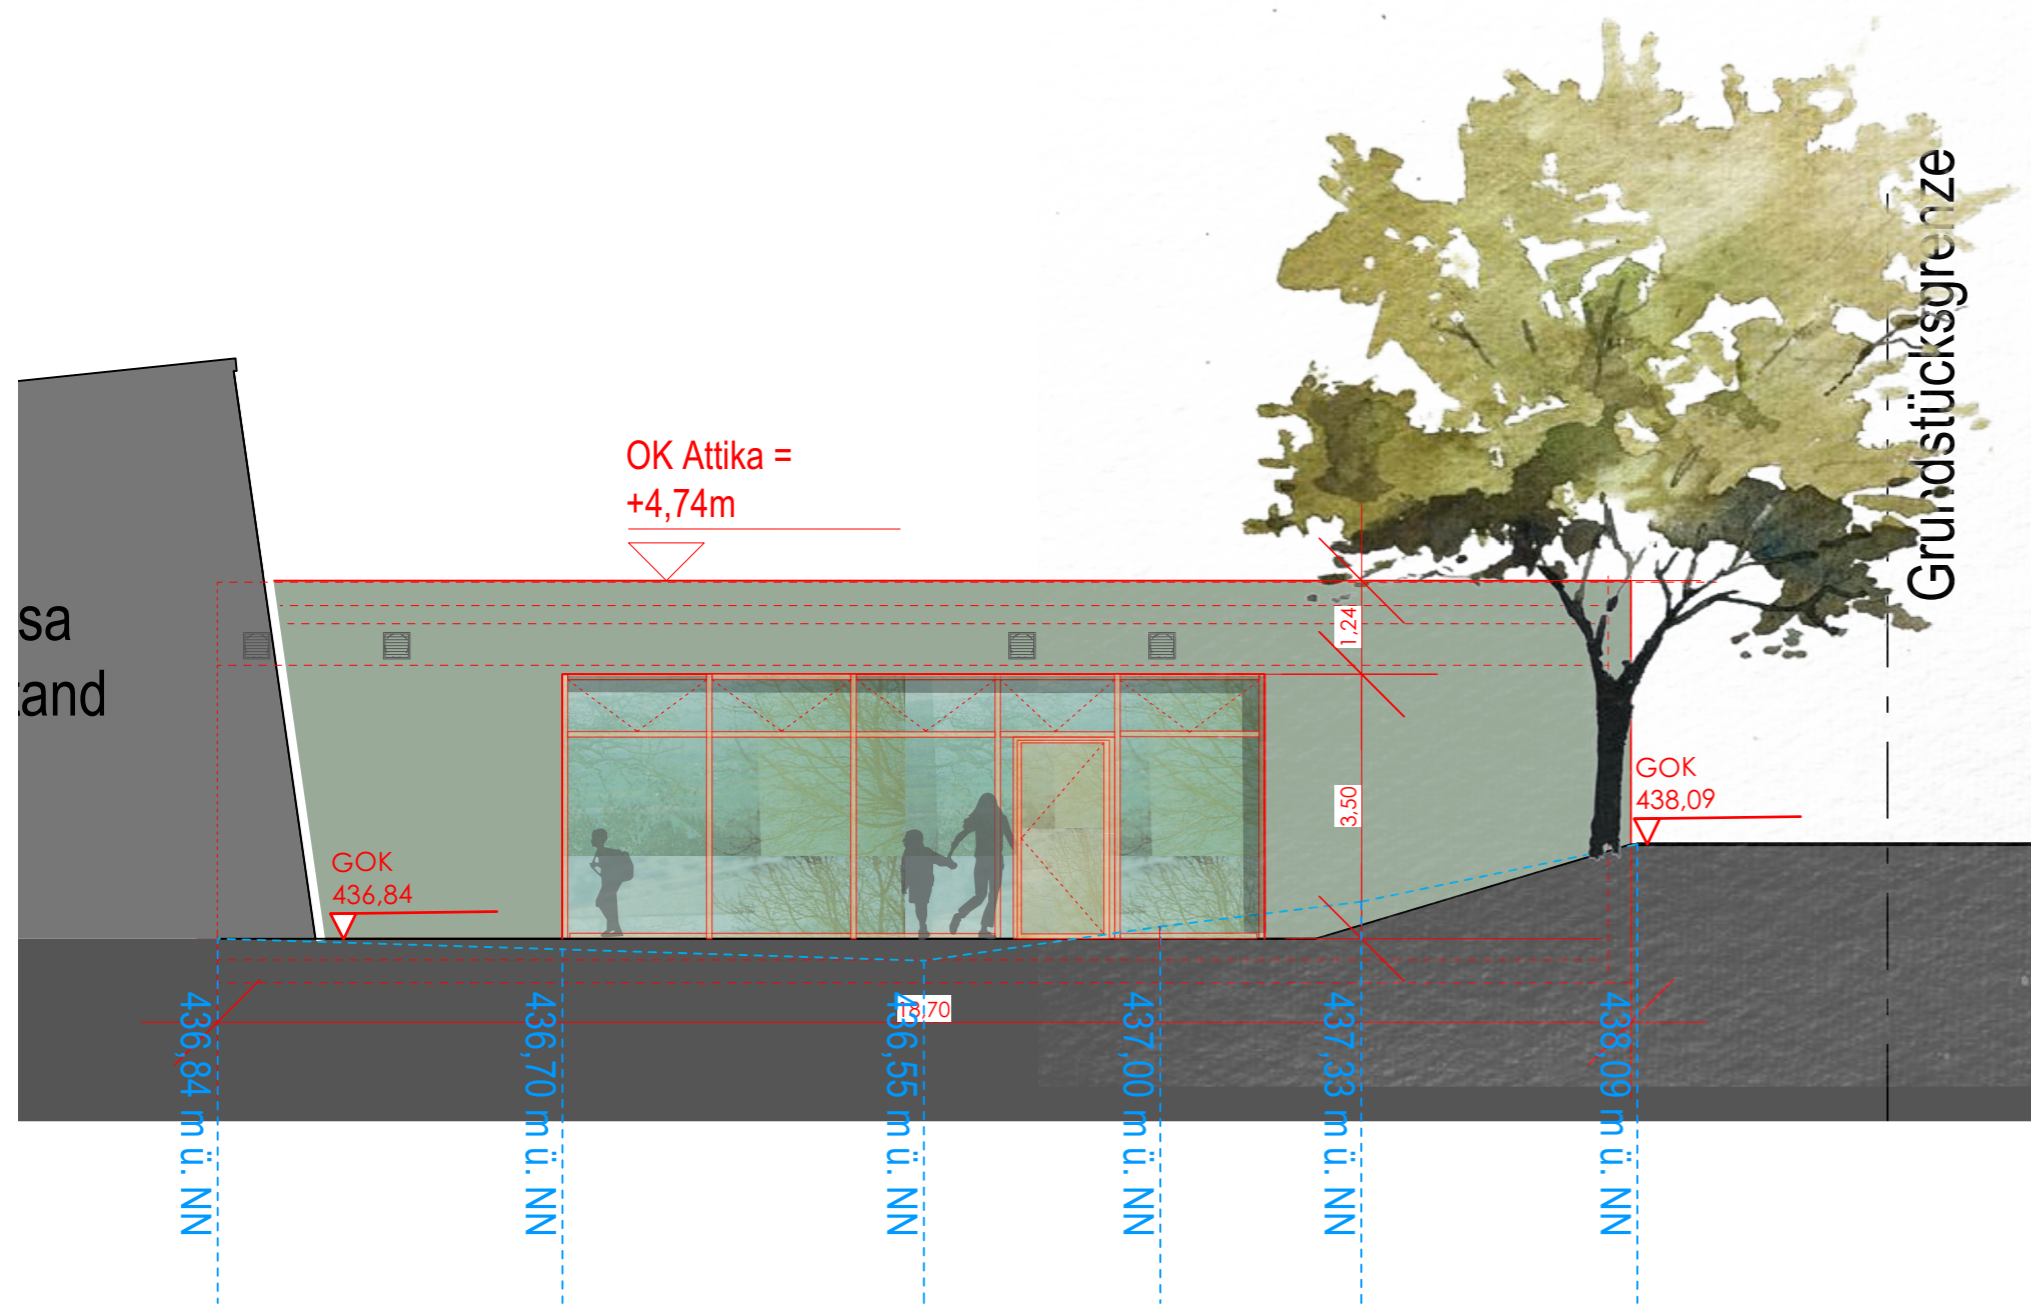 Grundstücksgrenze
OK Attika =
+4,74m
sa
tand
1,24
3,50
GOK
438,09
GOK
436,84
18,70
436,84 m ü. NN
436,70 m ü. NN
436,55 m ü. NN
437,00 m ü. NN
437,33 m ü. NN
438,09 m ü. NN